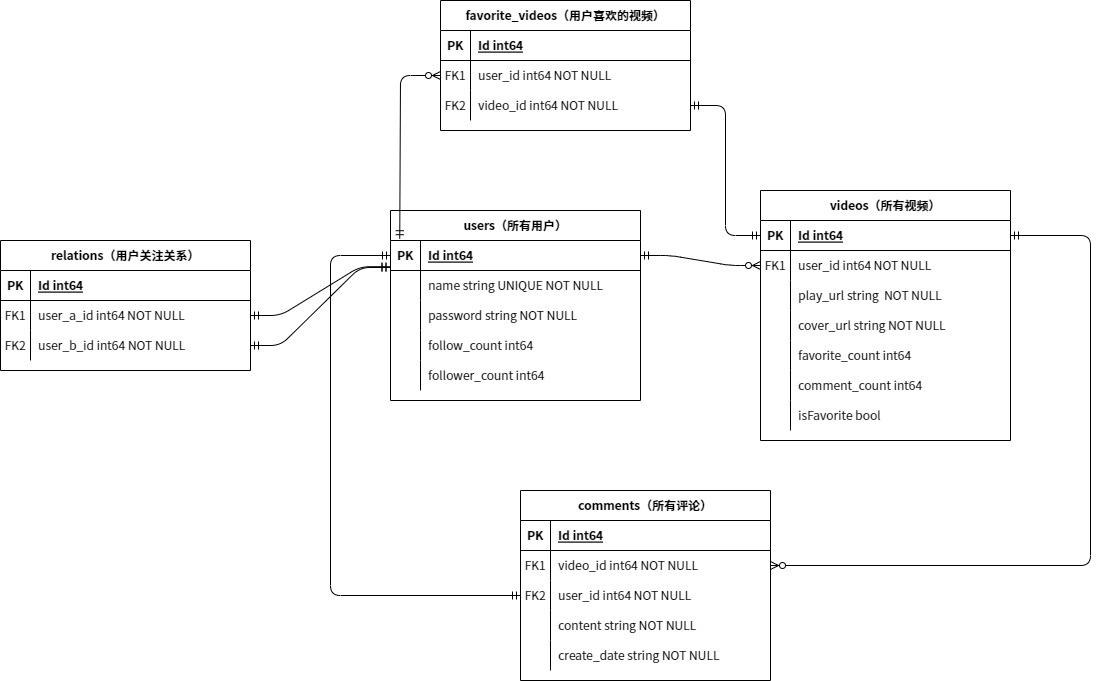 favorite_videos（用户喜欢的视频）
PK Id int64
FK1 user_id int64 NOT NULL
FK2 video_id int64 NOT NULL
videos（所有视频）
PK Id int64
FK1 user_id int64 NOT NULL
play_url string  NOT NULL
cover_url string NOT NULL
favorite_count int64
comment_count int64
isFavorite bool
users（所有用户）
PK Id int64
name string UNIQUE NOT NULL
password string NOT NULL
follow_count int64
follower_count int64
relations（用户关注关系）
PK Id int64
FK1 user_a_id int64 NOT NULL
FK2 user_b_id int64 NOT NULL
comments（所有评论）
PK Id int64
FK1 video_id int64 NOT NULL
FK2 user_id int64 NOT NULL
content string NOT NULL
create_date string NOT NULL